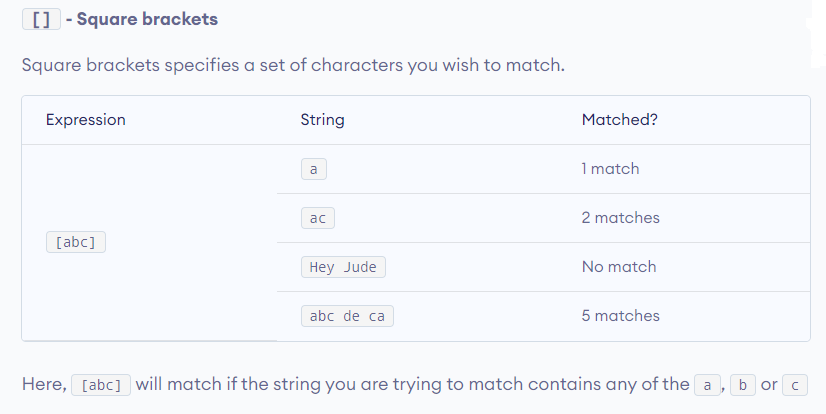 [] - Square brackets
Square brackets specifies a set of characters you wish to match.
Expression String Matched?
a 1 match
ac 2 matches
[abc]
Hey Jude No match
abc de ca 5 matches
Here, [abc] will match if the string you are trying to match contains any of the a , b or c